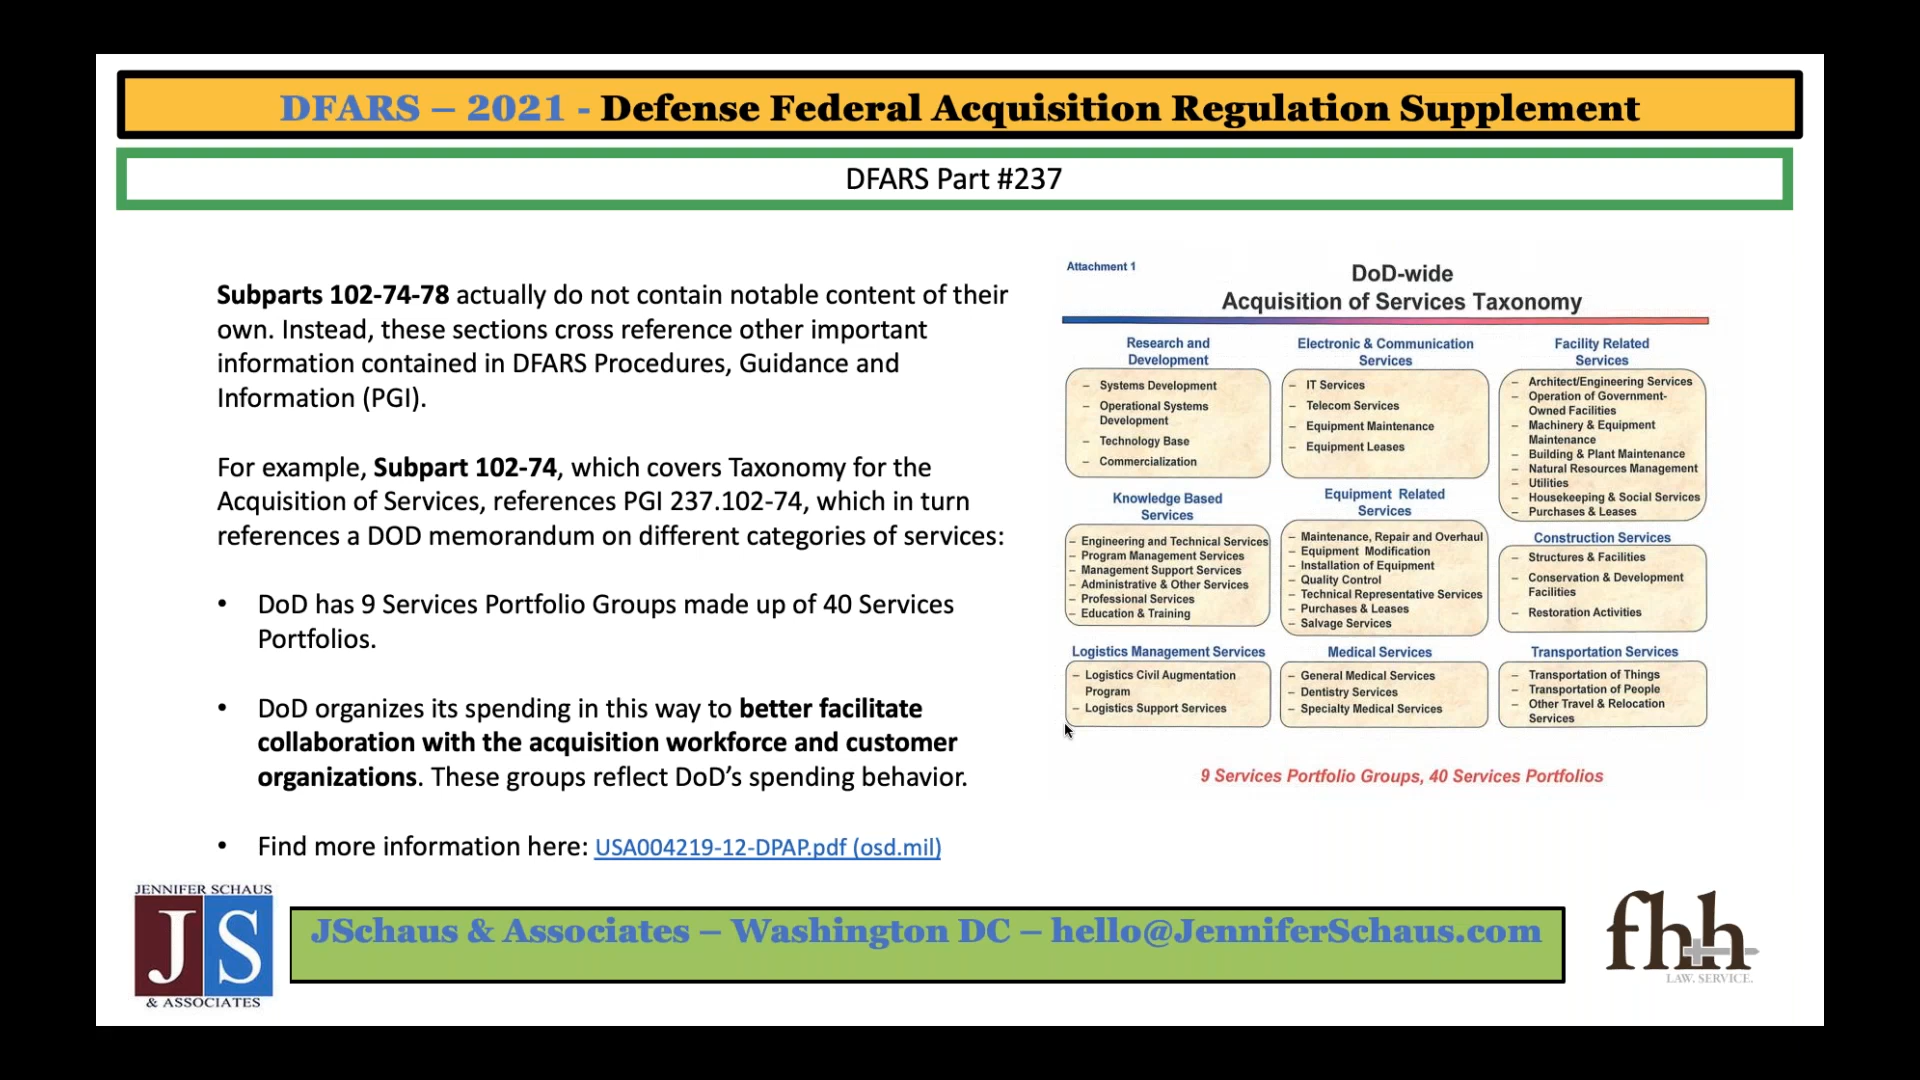 DFARS – 2021 - Defense Federal Acquisition Regulation Supplement
DFARS Part #237
Subparts 102-74-78 actually do not contain notable content of their
own. Instead, these sections cross reference other important
information contained in DFARS Procedures, Guidance and
Information (PGI).
For example, Subpart 102-74, which covers Taxonomy for the
Acquisition of Services, references PGI 237.102-74, which in turn
references a DOD memorandum on different categories of services:
• DoD has 9 Services Portfolio Groups made up of 40 Services
Portfolios.
• DoD organizes its spending in this way to better facilitate
collaboration with the acquisition workforce and customer
organizations. These groups reflect DoD’s spending behavior.
• Find more information here: USA004219-12-DPAP.pdf (osd.mil)
Attachment 1
DoD-wide
Acquisition of Services Taxonomy
Research and
Development
– Systems Development
– Operational Systems
Development
– Technology Base
– Commercialization
Electronic & Communication
Services
– IT Services
– Telecom Services
– Equipment Maintenance
– Equipment Leases
Facility Related
Services
– Architect/Engineering Services
– Operation of Government-
Owned Facilities
– Machinery & Equipment
Maintenance
– Building & Plant Maintenance
– Natural Resources Management
– Utilities
– Housekeeping & Social Services
– Purchases & Leases
Knowledge Based
Services
– Engineering and Technical Services
– Program Management Services
– Management Support Services
– Administrative & Other Services
– Professional Services
– Education & Training
Equipment Related
Services
– Maintenance, Repair and Overhaul
– Equipment Modification
– Installation of Equipment
– Quality Control
– Technical Representative Services
– Purchases & Leases
– Salvage Services
Construction Services
– Structures & Facilities
– Conservation & Development
Facilities
– Restoration Activities
Logistics Management Services
– Logistics Civil Augmentation
Program
– Logistics Support Services
Medical Services
– General Medical Services
– Dentistry Services
– Specialty Medical Services
Transportation Services
– Transportation of Things
– Transportation of People
– Other Travel & Relocation
Services
9 Services Portfolio Groups, 40 Services Portfolios
JENNIFER SCHAUS
JS
& ASSOCIATES
JSchaus & Associates – Washington DC – hello@JenniferSchaus.com
fhh
LAW. SERVICE.